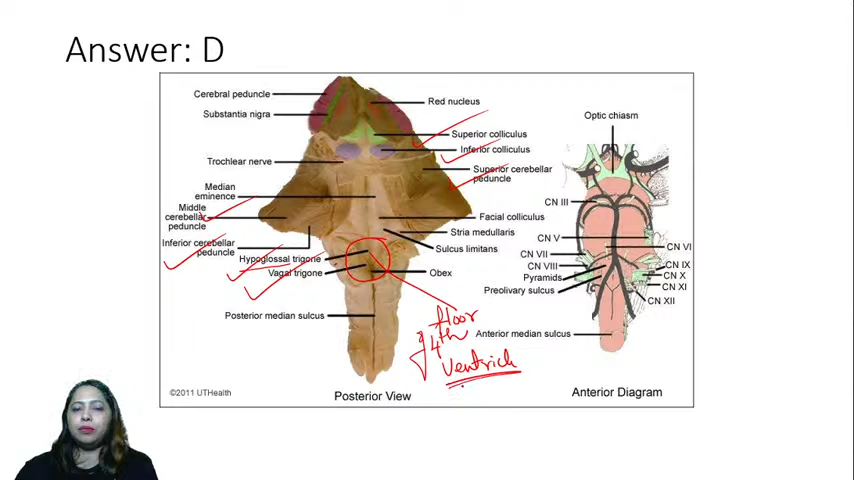 Answer: D
Cerebral peduncle
Substantia nigra
Trochlear nerve
Median
eminence
Middle
cerebellar
peduncle
Inferior cerebellar
peduncle
Hypoglossal trigone
Vagal trigone
Posterior median sulcus
Red nucleus
Superior colliculus
Inferior colliculus
Superior cerebellar
peduncle
Facial colliculus
Stria medullaris
Sulcus limitans
Obex
floor
of 4th
Ventricle
©2011 UTHealth
Posterior View
Optic chiasm
CN III
CN V
CN VI
CN VII
CN VIII
CN IX
Pyramids
CN X
Preolivary sulcus
CN XI
CN XII
Anterior median sulcus
Anterior Diagram